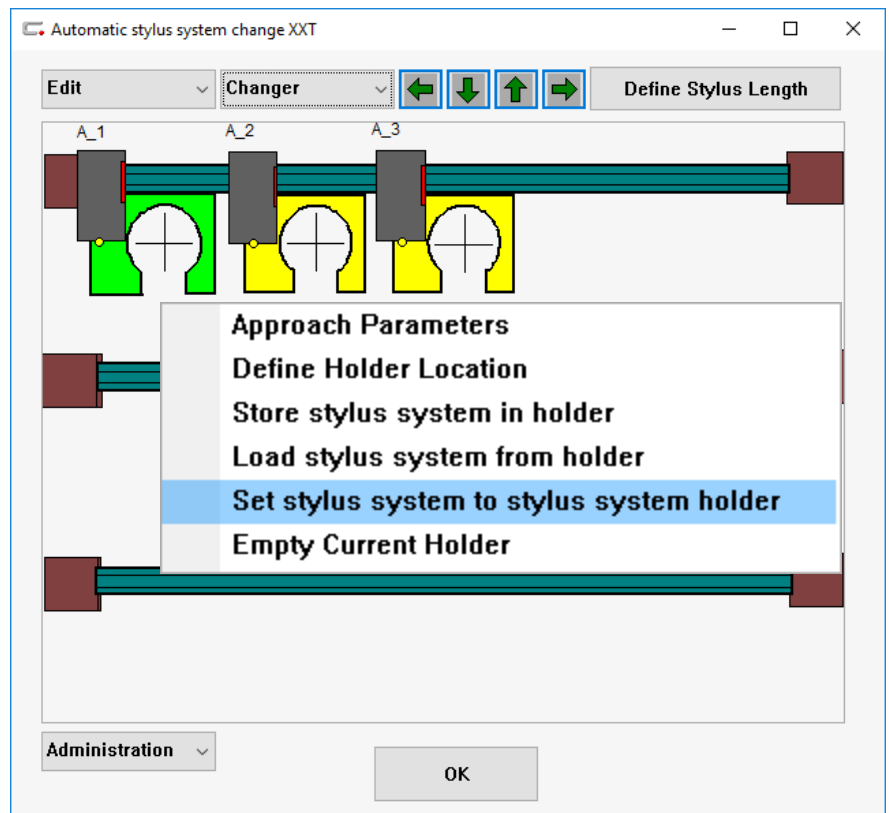 Automatic stylus system change XXT
Edit
Changer
Define Stylus Length
A_1
A_2
A_3
Approach Parameters
Define Holder Location
Store stylus system in holder
Load stylus system from holder
Set stylus system to stylus system holder
Empty Current Holder
Administration
OK